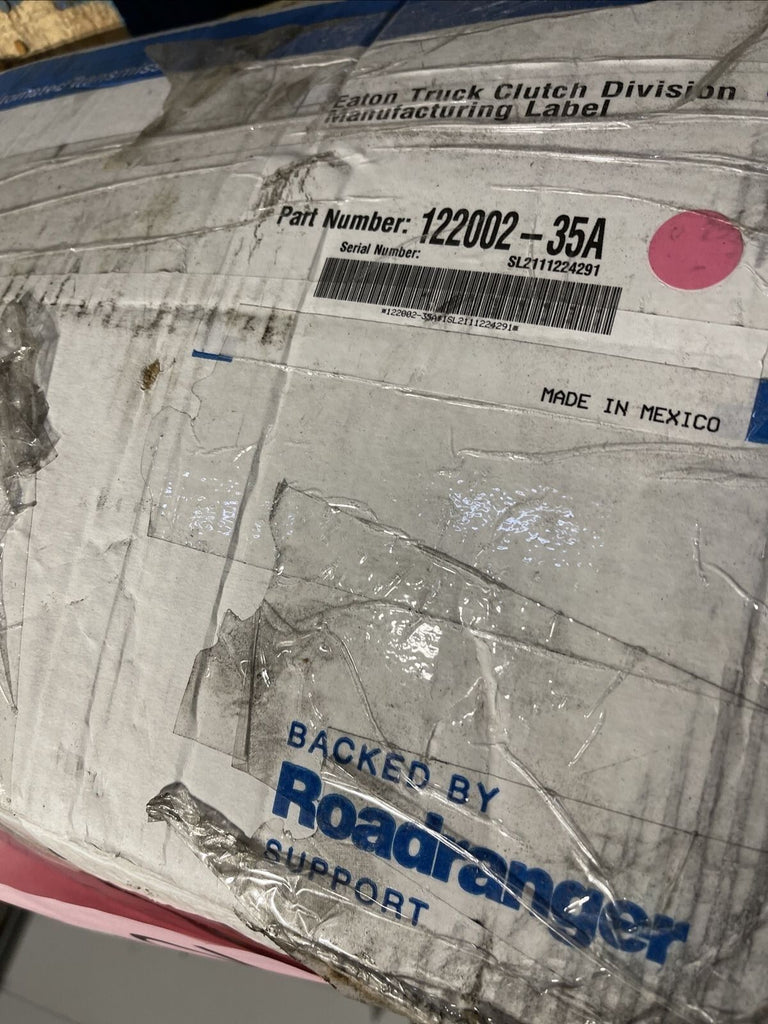 Eaton Truck Clutch Division
Manufacturing Label
Part Number: 122002-35A
Serial Number: SL2111224291
*122002-35A#1SL2111224291*
MADE IN MEXICO
BACKED BY
Roadranger
SUPPORT